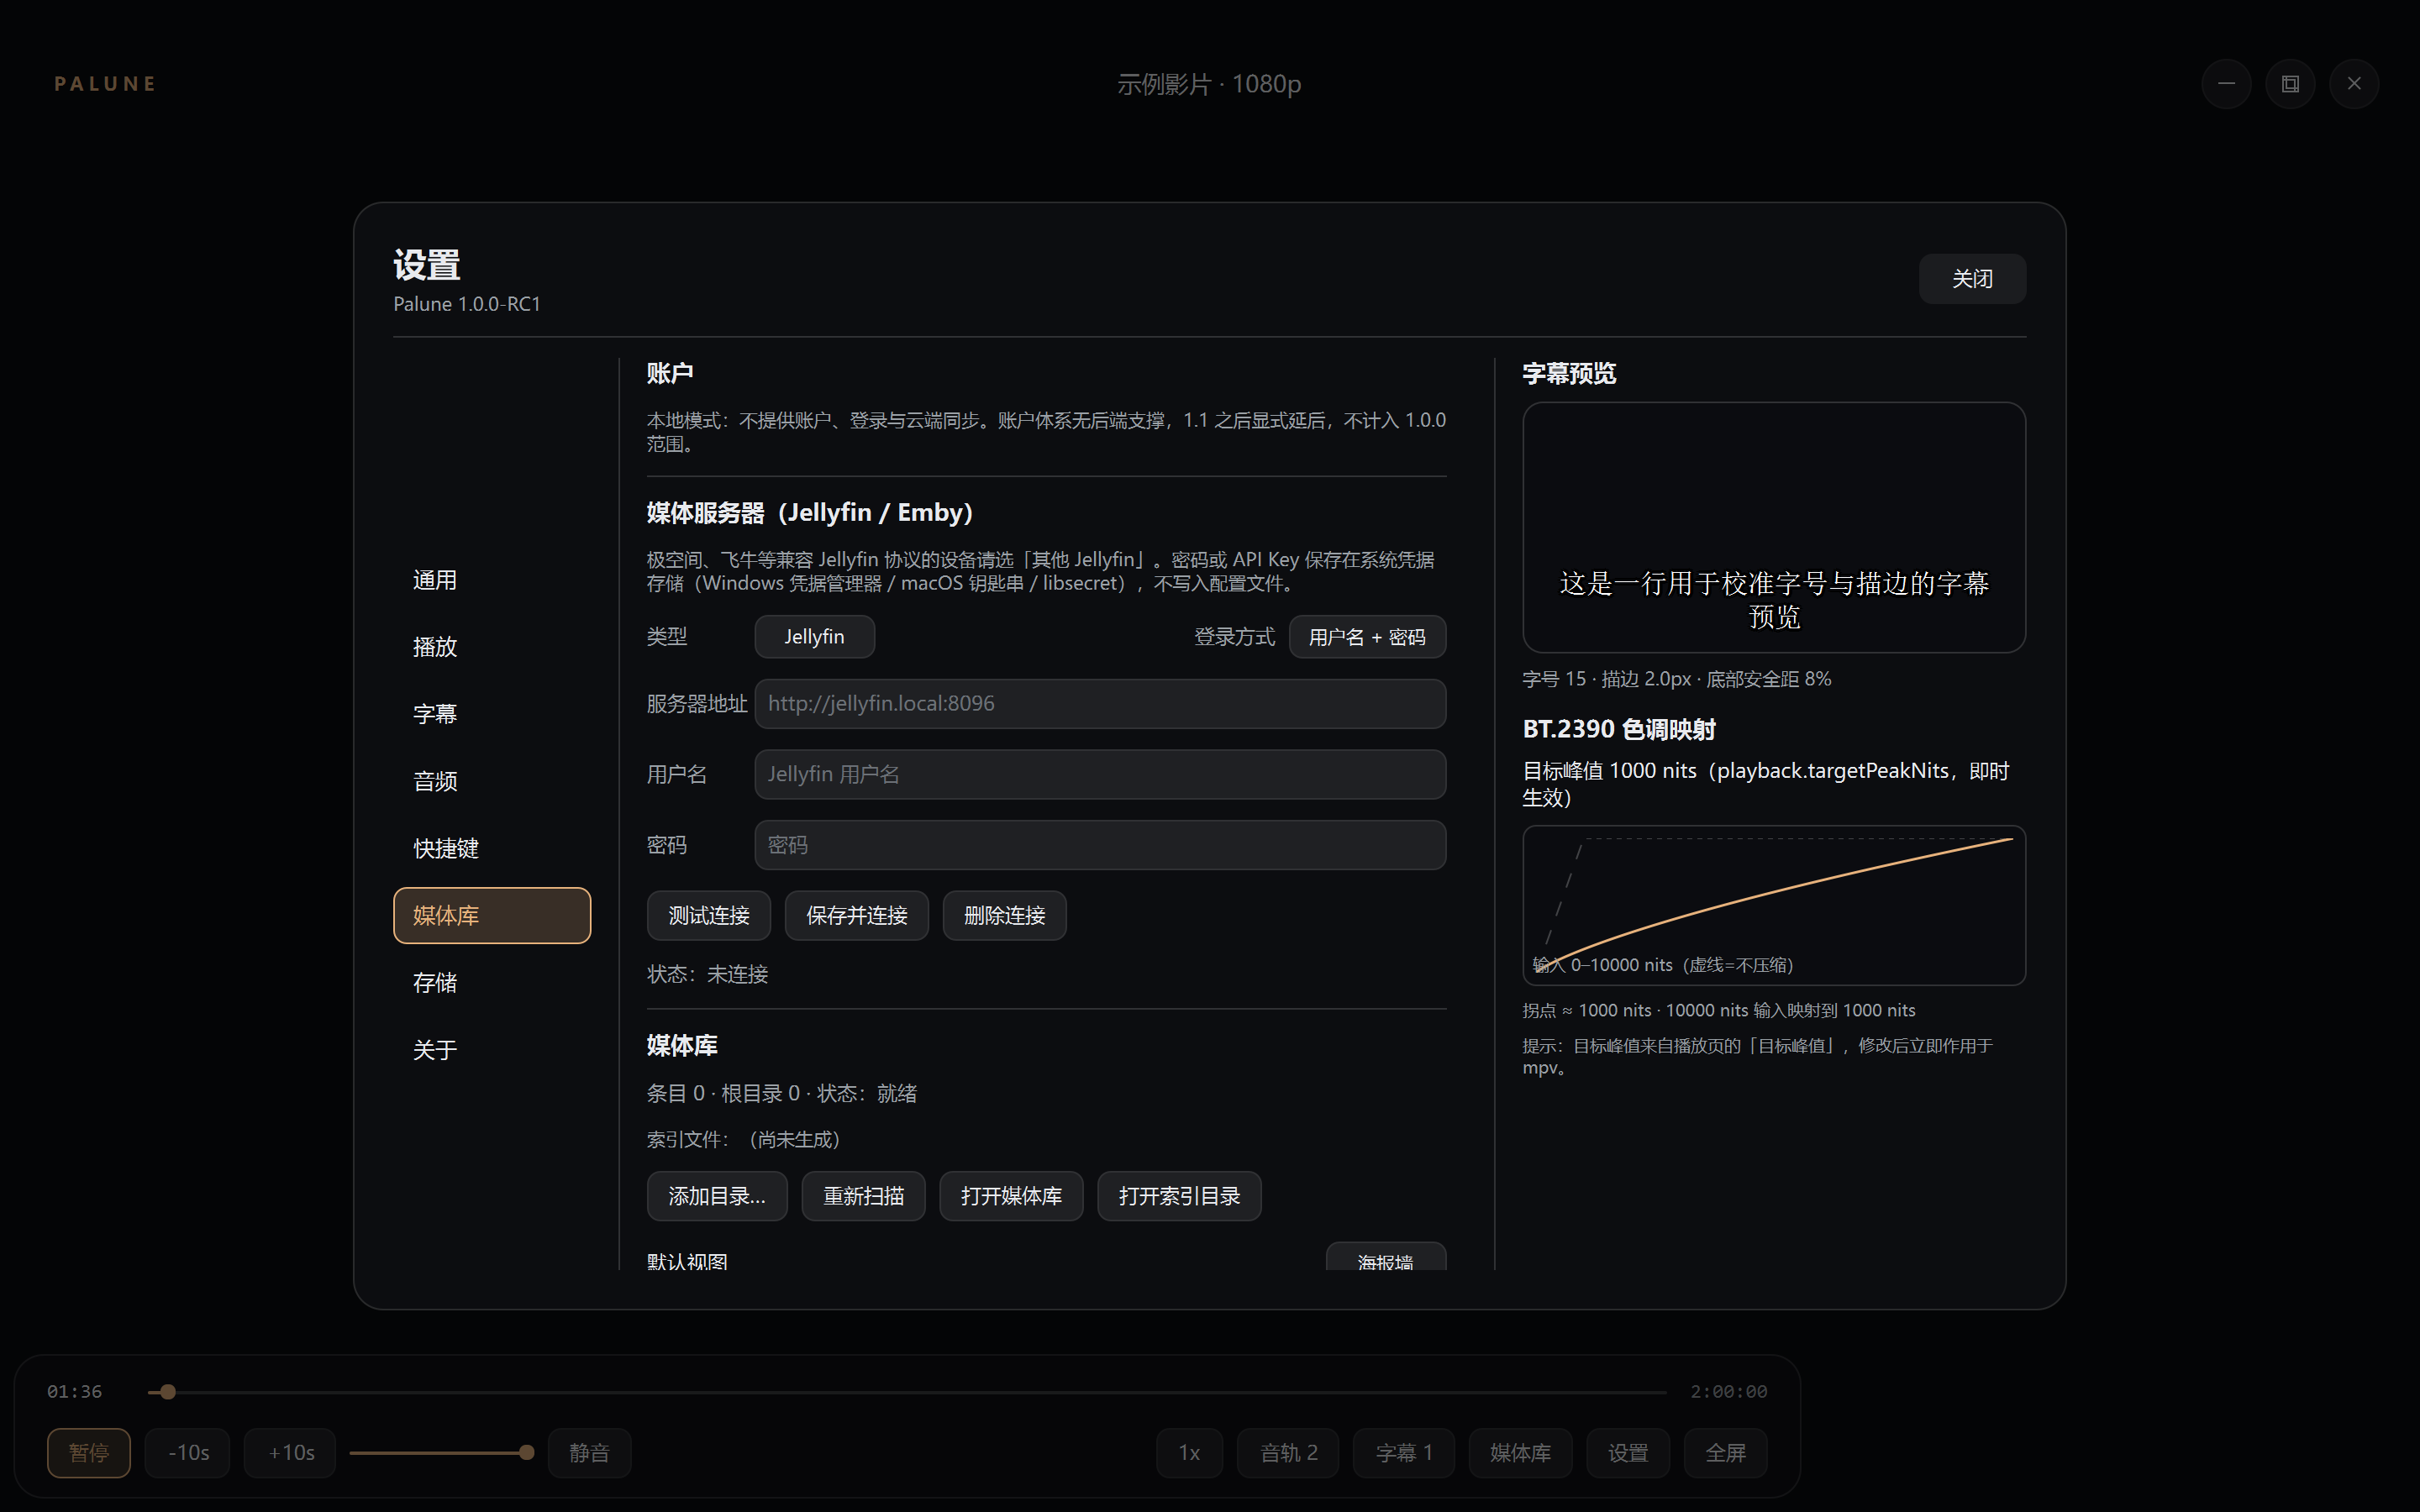 PALUNE
示例影片 · 1080p
设置
Palune 1.0.0-RC1
关闭
通用
播放
字幕
音频
快捷键
媒体库
存储
关于
账户
本地模式：不提供账户、登录与云端同步。账户体系无后端支撑，1.1 之后显式延后，不计入 1.0.0
范围。
媒体服务器（Jellyfin / Emby）
极空间、飞牛等兼容 Jellyfin 协议的设备请选「其他 Jellyfin」。密码或 API Key 保存在系统凭据
存储（Windows 凭据管理器 / macOS 钥匙串 / libsecret），不写入配置文件。
类型 Jellyfin 登录方式 用户名 + 密码
服务器地址 http://jellyfin.local:8096
用户名 Jellyfin 用户名
密码 密码
测试连接 保存并连接 删除连接
状态：未连接
媒体库
条目 0 · 根目录 0 · 状态：就绪
索引文件：（尚未生成）
添加目录... 重新扫描 打开媒体库 打开索引目录
默认视图 海报墙
字幕预览
这是一行用于校准字号与描边的字幕
预览
字号 15 · 描边 2.0px · 底部安全距 8%
BT.2390 色调映射
目标峰值 1000 nits（playback.targetPeakNits，即时
生效）
输入 0–10000 nits（虚线=不压缩）
拐点 ≈ 1000 nits · 10000 nits 输入映射到 1000 nits
提示：目标峰值来自播放页的「目标峰值」，修改后立即作用于
mpv。
01:36 2:00:00
暂停 -10s +10s 静音 1x 音轨 2 字幕 1 媒体库 设置 全屏